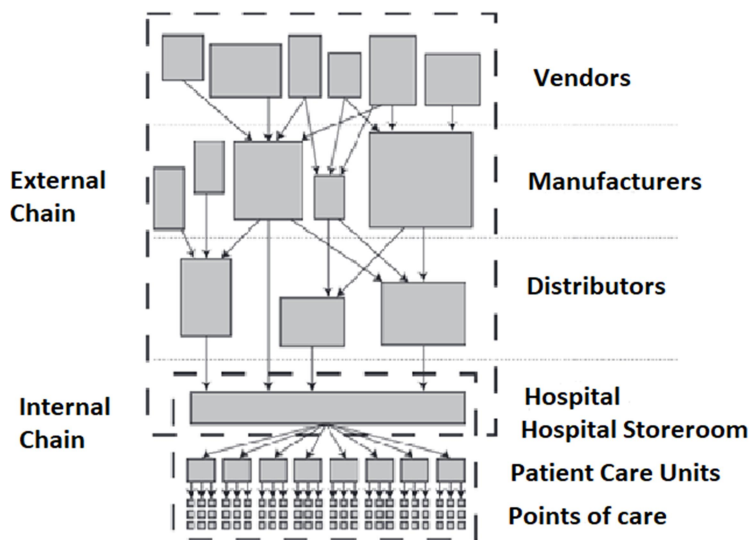 Vendors
External
Chain
Manufacturers
Distributors
Internal
Chain
Hospital
Hospital Storeroom
Patient Care Units
Points of care